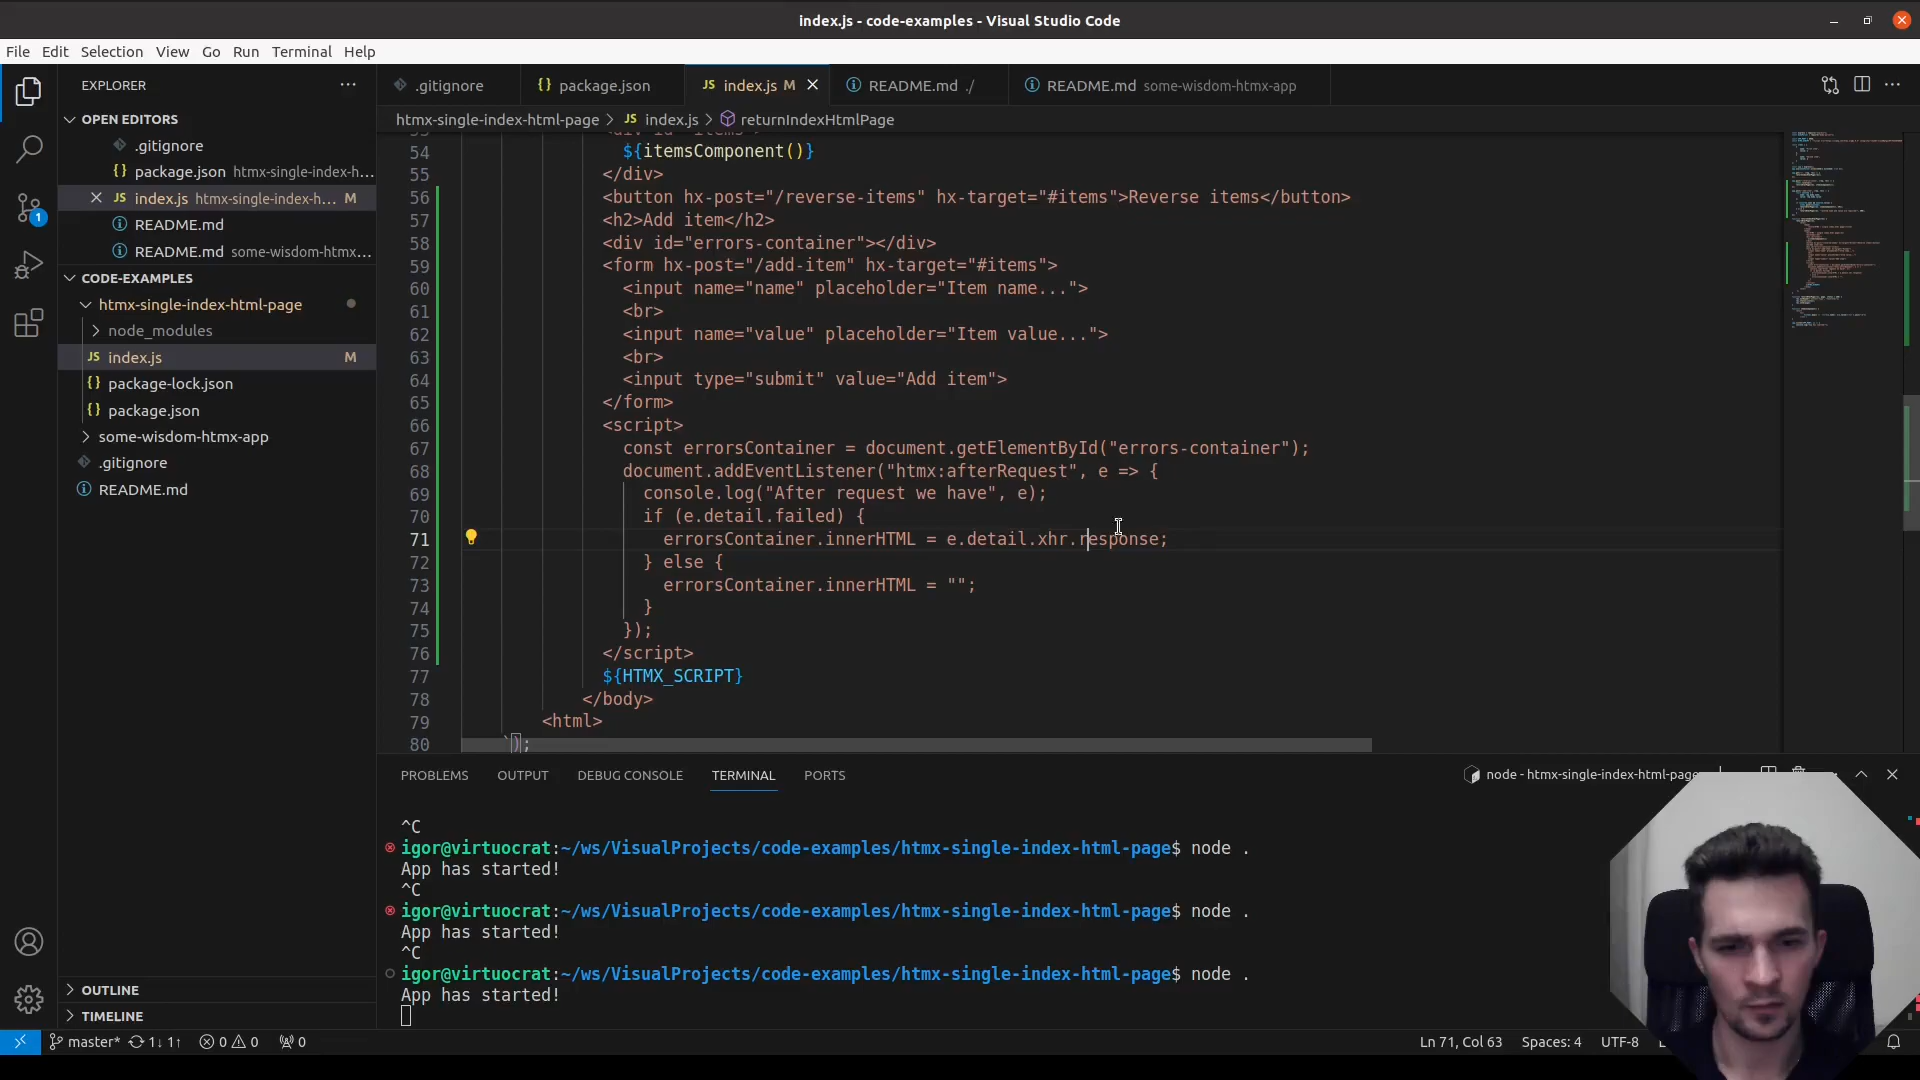 index.js - code-examples - Visual Studio Code
File Edit Selection View Go Run Terminal Help
EXPLORER
.gitignore
package.json
index.js M
README.md ./
README.md some-wisdom-htmx-app
OPEN EDITORS
.gitignore
package.json htmx-single-index-h...
index.js htmx-single-index-h... M
README.md
README.md some-wisdom-htmx...
CODE-EXAMPLES
htmx-single-index-html-page
node_modules
index.js M
package-lock.json
package.json
some-wisdom-htmx-app
.gitignore
README.md
OUTLINE
TIMELINE
htmx-single-index-html-page > index.js > returnIndexHtmlPage
54 ${itemsComponent()}
55 </div>
56 <button hx-post="/reverse-items" hx-target="#items">Reverse items</button>
57 <h2>Add item</h2>
58 <div id="errors-container"></div>
59 <form hx-post="/add-item" hx-target="#items">
60 <input name="name" placeholder="Item name...">
61 <br>
62 <input name="value" placeholder="Item value...">
63 <br>
64 <input type="submit" value="Add item">
65 </form>
66 <script>
67 const errorsContainer = document.getElementById("errors-container");
68 document.addEventListener("htmx:afterRequest", e => {
69 console.log("After request we have", e);
70 if (e.detail.failed) {
71 errorsContainer.innerHTML = e.detail.xhr.response;
72 } else {
73 errorsContainer.innerHTML = "";
74 }
75 });
76 </script>
77 ${HTMX_SCRIPT}
78 </body>
79 <html>
80 `);
PROBLEMS OUTPUT DEBUG CONSOLE TERMINAL PORTS
node - htmx-single-index-html-page
^C
igor@virtuocrat:~/ws/VisualProjects/code-examples/htmx-single-index-html-page$ node .
App has started!
^C
igor@virtuocrat:~/ws/VisualProjects/code-examples/htmx-single-index-html-page$ node .
App has started!
^C
igor@virtuocrat:~/ws/VisualProjects/code-examples/htmx-single-index-html-page$ node .
App has started!
master* 1↓ 1↑ 0 0 0
Ln 71, Col 63 Spaces: 4 UTF-8